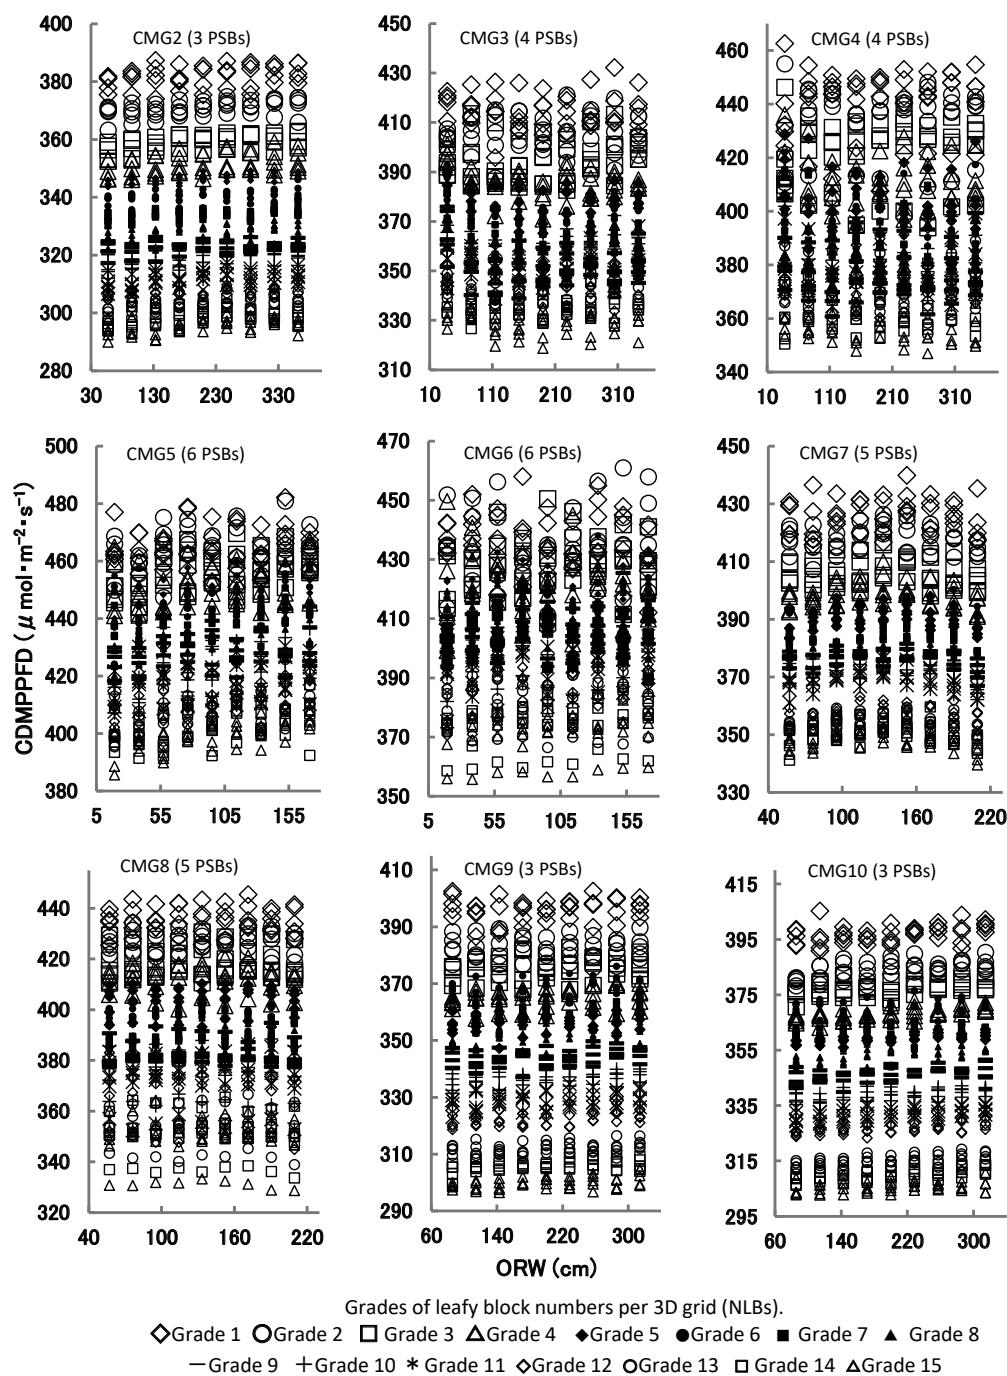 CMG2 (3 PSBs)
400
380
360
340
320
300
280
30 130 230 330
CMG3 (4 PSBs)
450
430
410
390
370
350
330
310
10 110 210 310
CMG4 (4 PSBs)
460
440
420
400
380
360
340
10 110 210 310
CDMPPFD ( μ mol·m⁻²·s⁻¹)
CMG5 (6 PSBs)
500
480
460
440
420
400
380
5 55 105 155
CMG6 (6 PSBs)
470
450
430
410
390
370
350
5 55 105 155
CMG7 (5 PSBs)
450
430
410
390
370
350
330
40 100 160 220
CMG8 (5 PSBs)
440
420
400
380
360
340
320
40 100 160 220
CMG9 (3 PSBs)
410
390
370
350
330
310
290
60 140 220 300
CMG10 (3 PSBs)
415
395
375
355
335
315
295
60 140 220 300
ORW (cm)
Grades of leafy block numbers per 3D grid (NLBs).
Grade 1 Grade 2 Grade 3 Grade 4 Grade 5 Grade 6 Grade 7 Grade 8
Grade 9 Grade 10 Grade 11 Grade 12 Grade 13 Grade 14 Grade 15